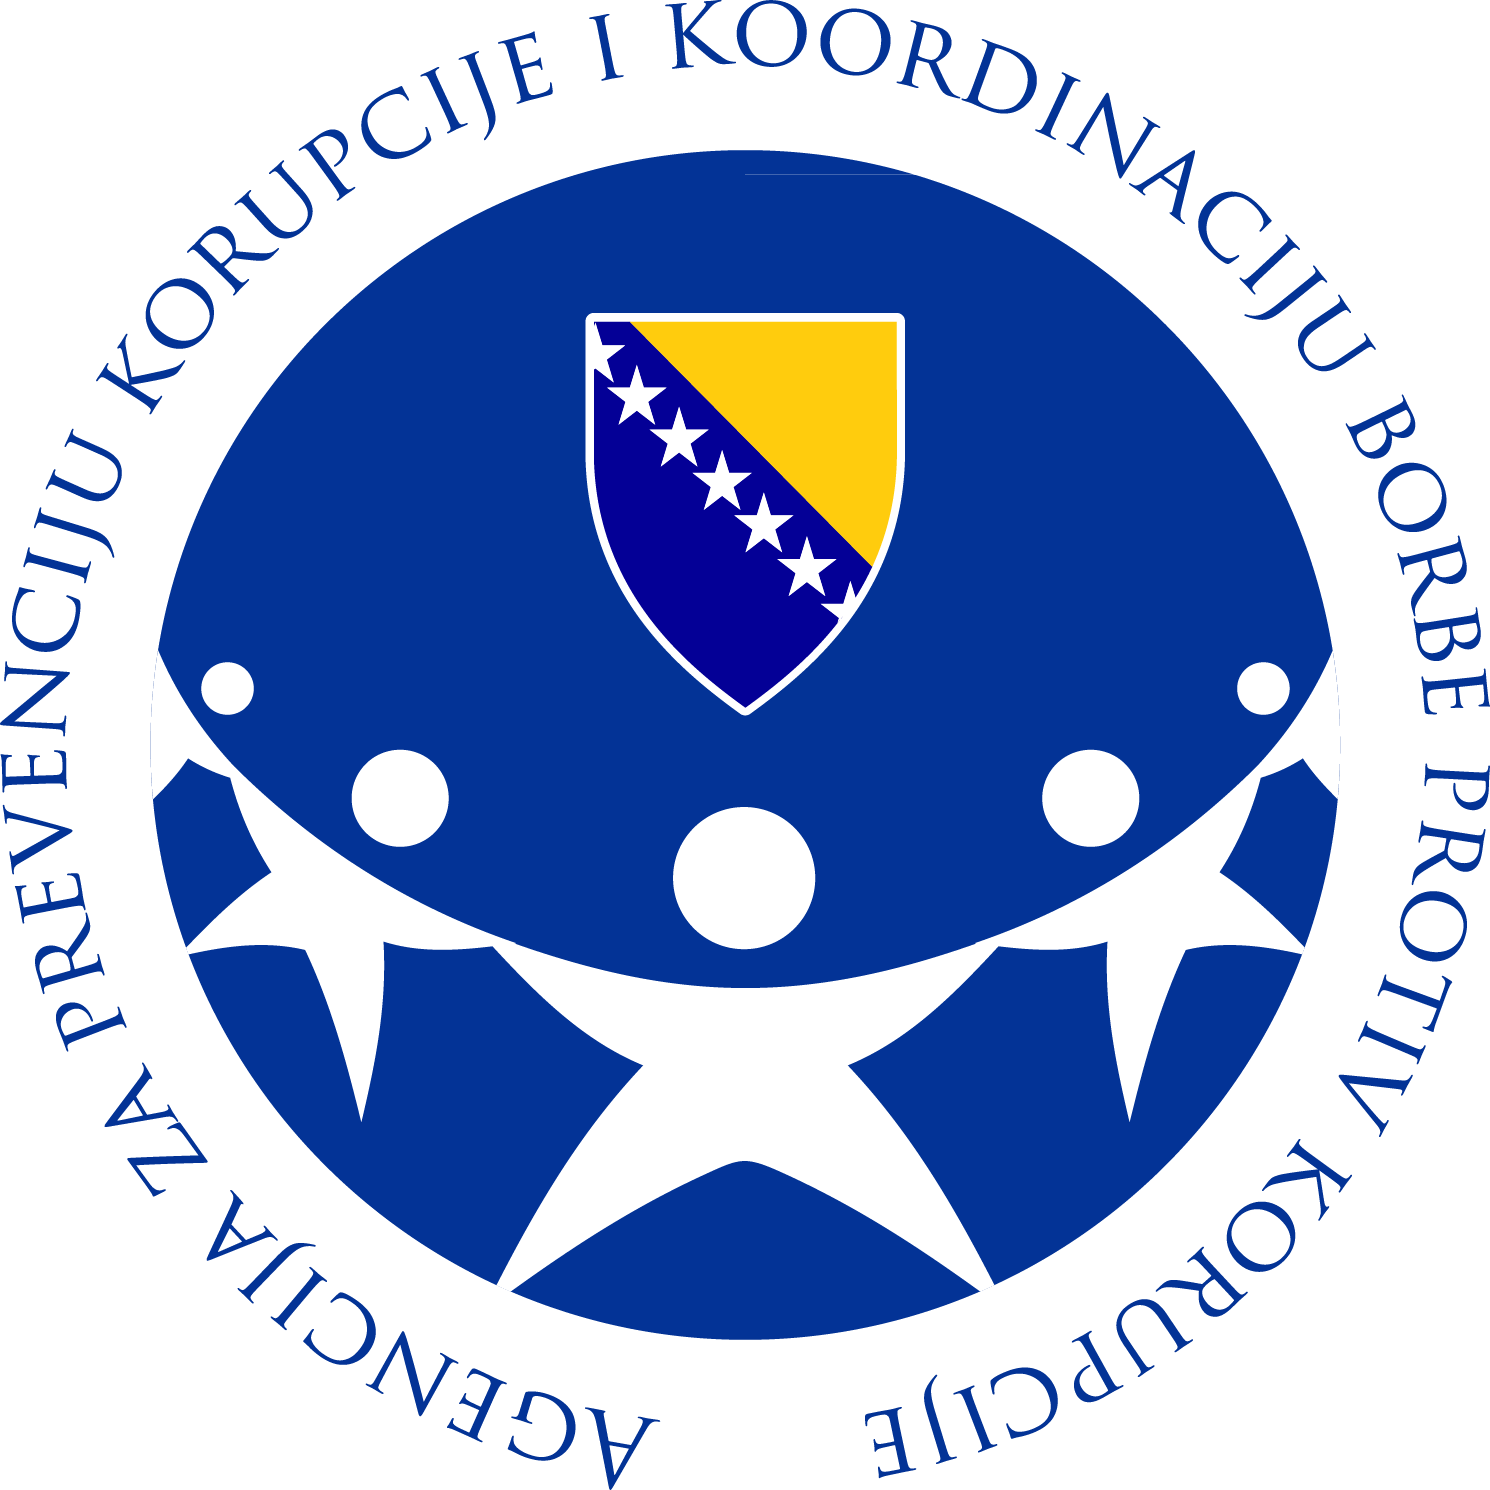 AGENCIJA ZA PREVENCIJU KORUPCIJE I KOORDINACIJU BORBE PROTIV KORUPCIJE